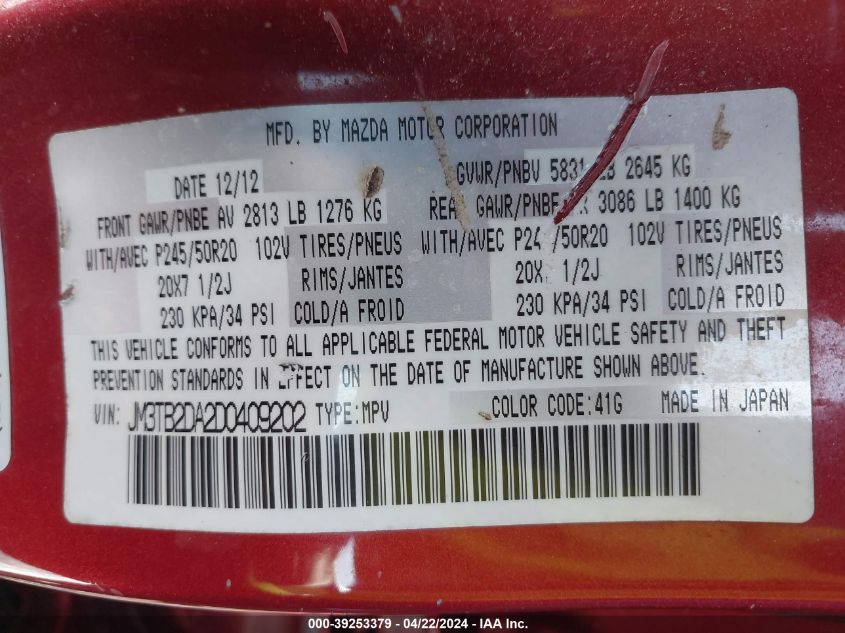 MFD. BY MAZDA MOTOR CORPORATION
DATE 12/12
GVWR/PNBV 5831 LB 2645 KG
FRONT GAWR/PNBE AV 2813 LB 1276 KG
REAR GAWR/PNBE 3086 LB 1400 KG
WITH/AVEC P245/50R20 102V TIRES/PNEUS
WITH/AVEC P24 /50R20 102V TIRES/PNEUS
20X7 1/2J RIMS/JANTES
20X 1/2J RIMS/JANTES
230 KPA/34 PSI COLD/A FROID
230 KPA/34 PSI COLD/A FROID
THIS VEHICLE CONFORMS TO ALL APPLICABLE FEDERAL MOTOR VEHICLE SAFETY AND THEFT
PREVENTION STANDARDS IN EFFECT ON THE DATE OF MANUFACTURE SHOWN ABOVE.
VIN: JM3TB2DA2D0409202 TYPE:MPV COLOR CODE:41G MADE IN JAPAN
000-39253379 - 04/22/2024 - IAA Inc.